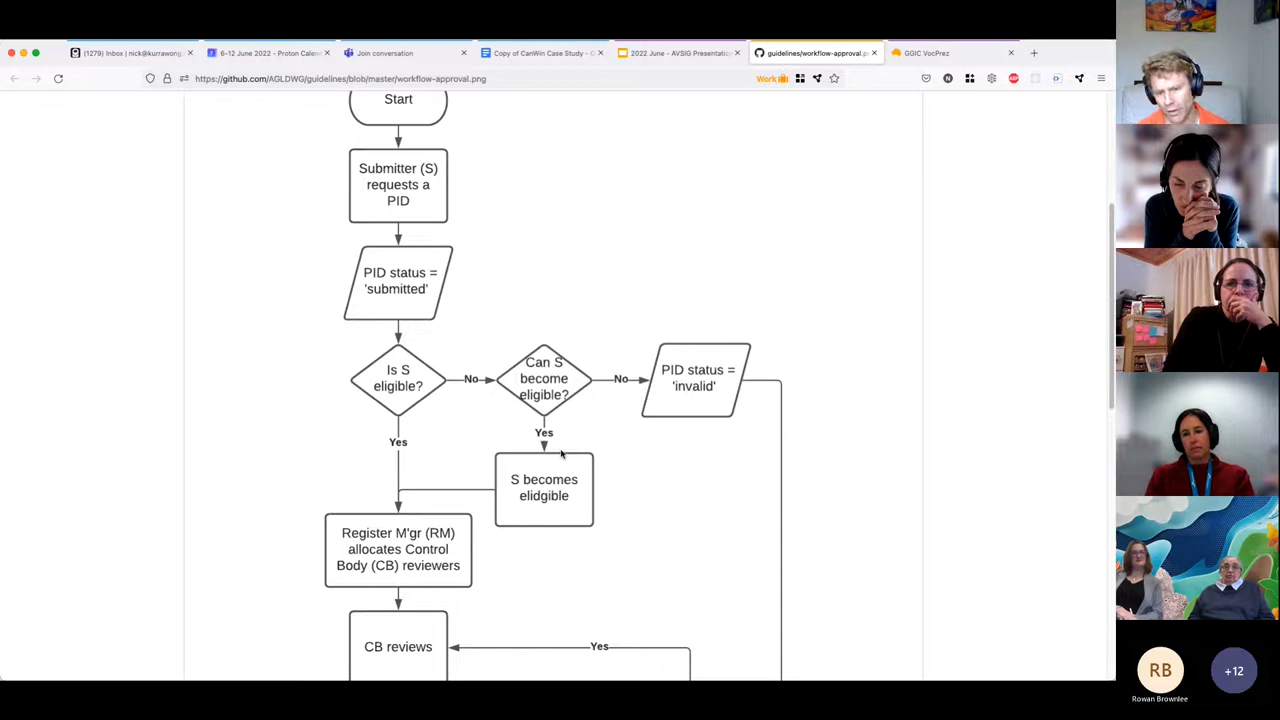 (1279) Inbox | nick@kurrawong
6-12 June 2022 - Proton Calen
Join conversation
Copy of CanWin Case Study - G
2022 June - AVSIG Presentatio
guidelines/workflow-approval.p
GGIC VocPrez
https://github.com/AGLDWG/guidelines/blob/master/workflow-approval.png
Work
Start
Submitter (S)
requests a
PID
PID status =
'submitted'
Is S
eligible?
No
Can S
become
eligible?
No
PID status =
'invalid'
Yes
Yes
S becomes
elidgible
Register M'gr (RM)
allocates Control
Body (CB) reviewers
CB reviews
Yes
RB
+12
Rowan Brownlee